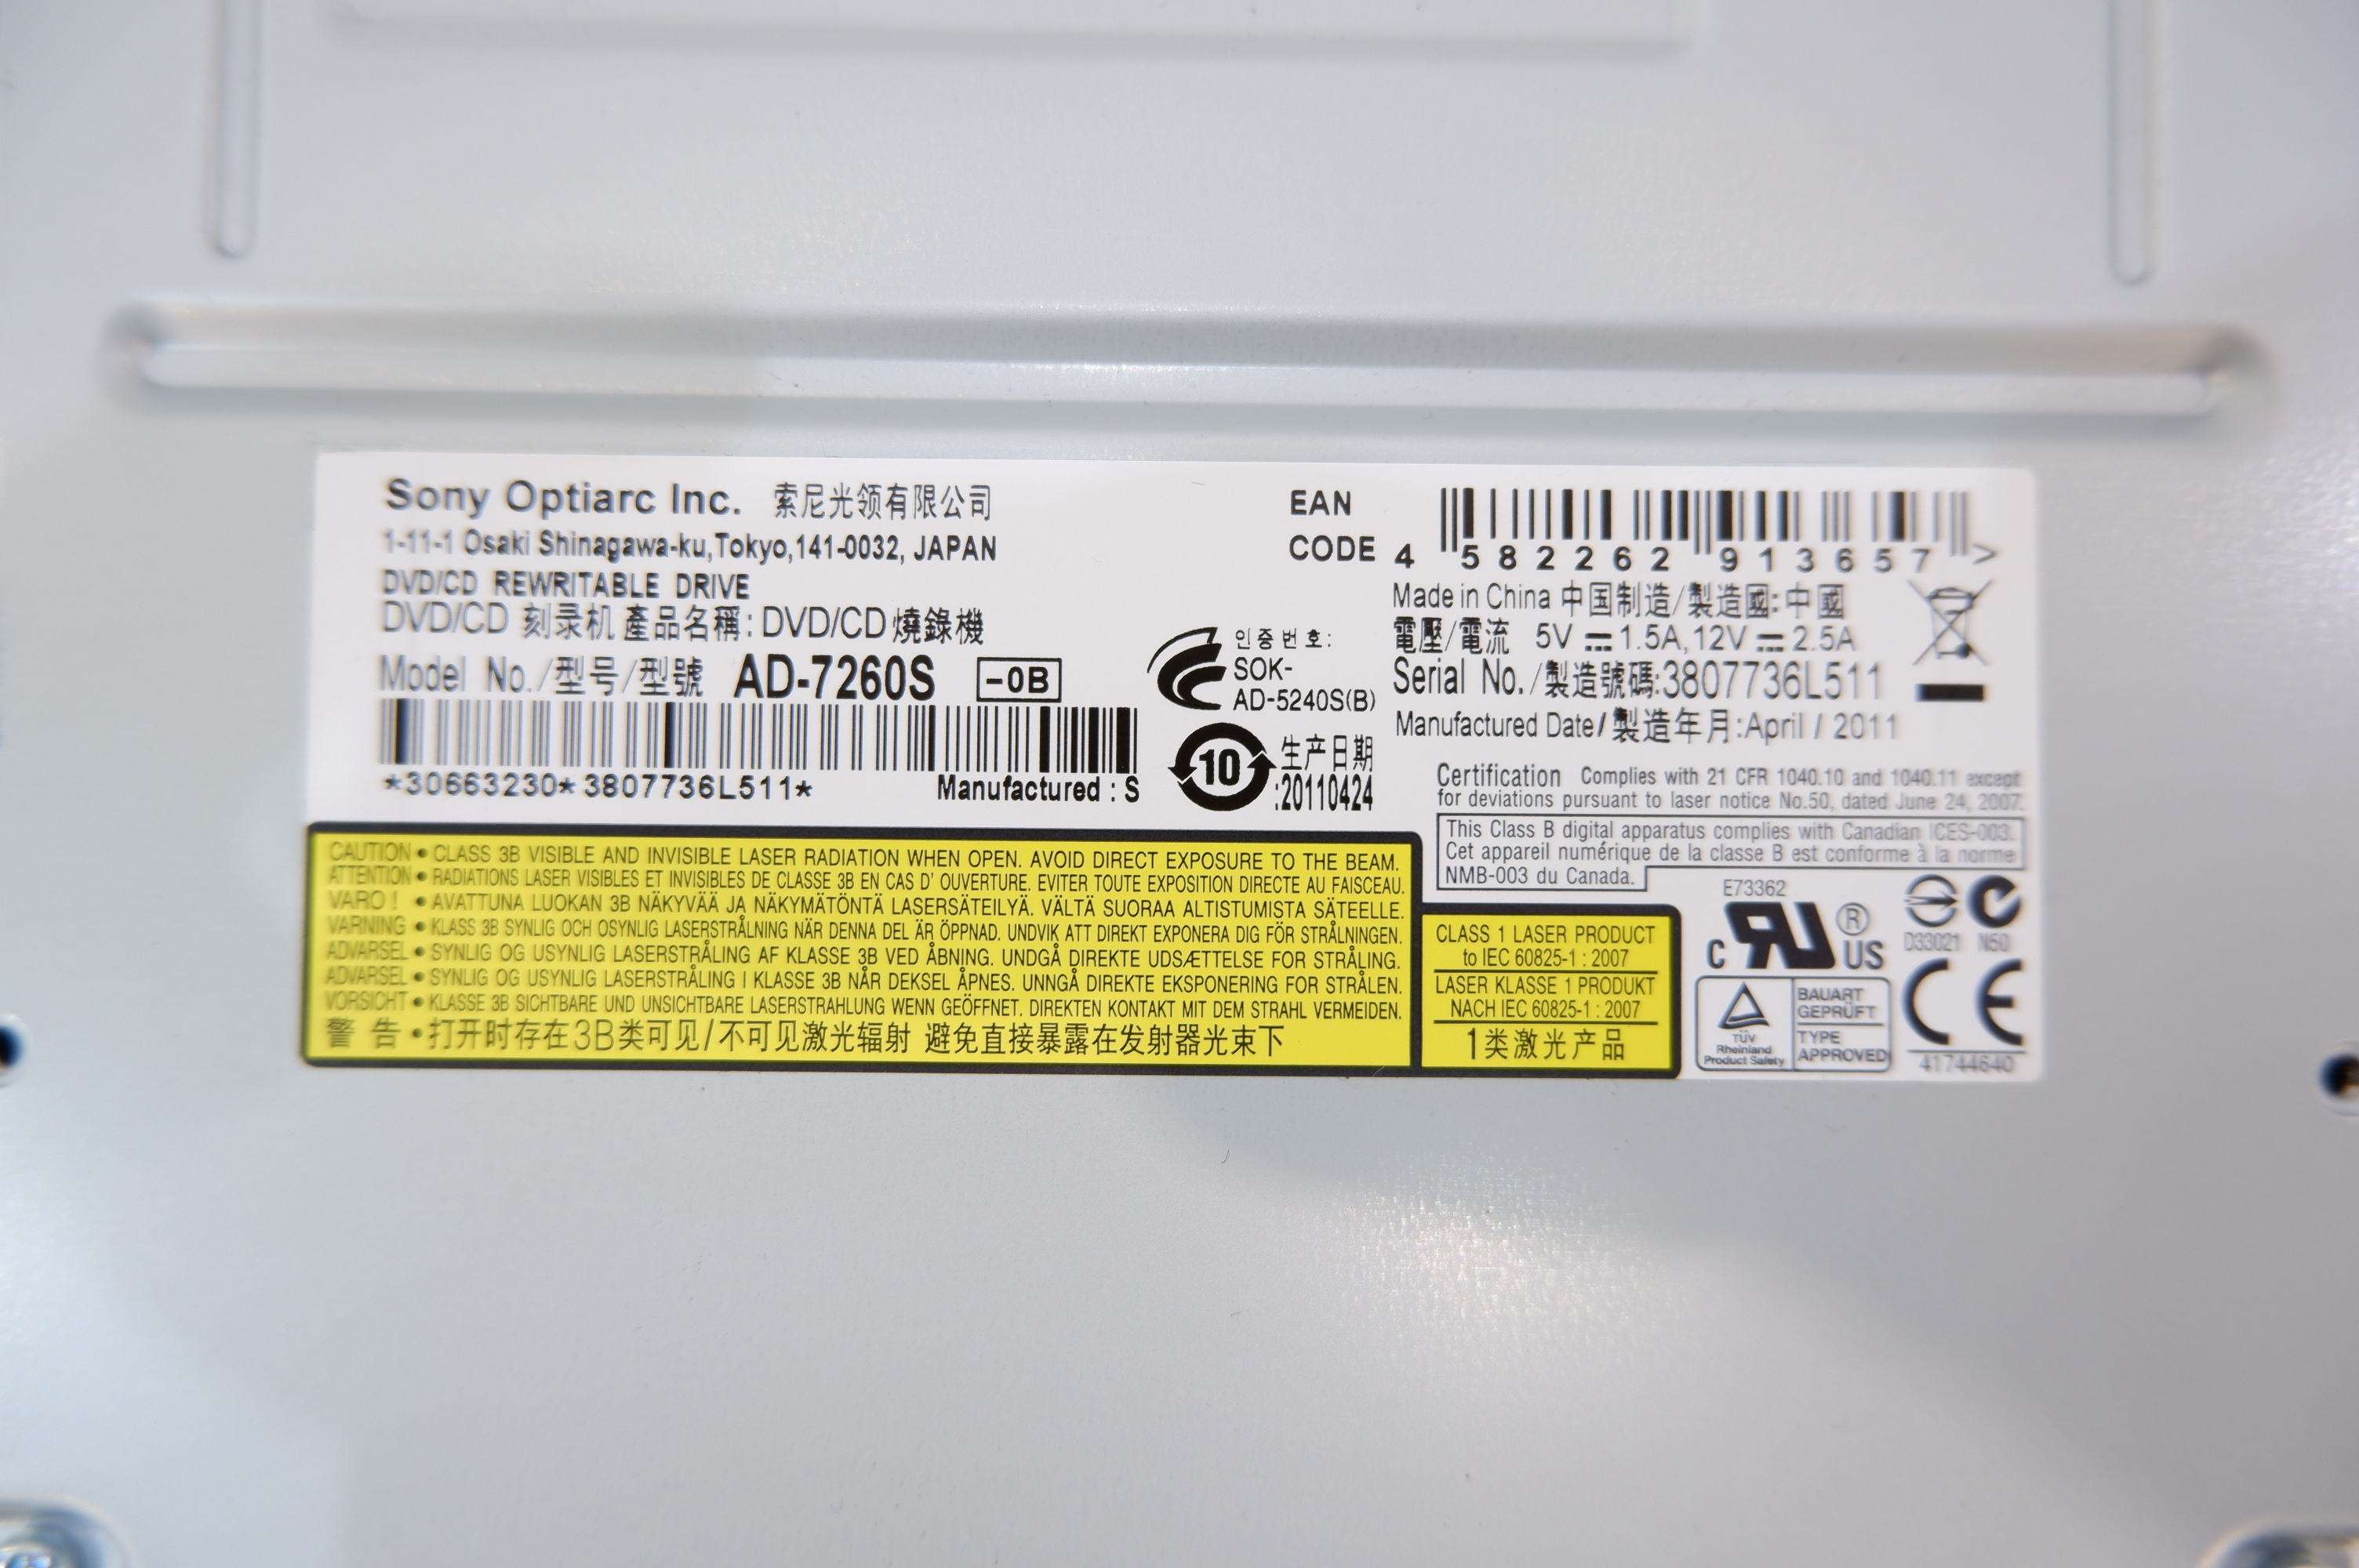 Sony Optiarc Inc. 索尼光领有限公司
1-11-1 Osaki Shinagawa-ku,Tokyo,141-0032, JAPAN
DVD/CD REWRITABLE DRIVE
DVD/CD 刻录机 產品名稱: DVD/CD燒錄機
Model No./型号/型號 AD-7260S -0B
*30663230*3807736L511*
Manufactured : S
인증번호:
SOK-
AD-5240S(B)
10
生产日期
:20110424
EAN
CODE 4 582262 913657 >
Made in China 中国制造/製造國:中國
電壓/電流 5V ⎓ 1.5A, 12V ⎓ 2.5A
Serial No./製造號碼:3807736L511
Manufactured Date/製造年月:April / 2011
Certification Complies with 21 CFR 1040.10 and 1040.11 except
for deviations pursuant to laser notice No.50, dated June 24, 2007.
This Class B digital apparatus complies with Canadian ICES-003.
Cet appareil numérique de la classe B est conforme à la norme
NMB-003 du Canada.
CAUTION • CLASS 3B VISIBLE AND INVISIBLE LASER RADIATION WHEN OPEN. AVOID DIRECT EXPOSURE TO THE BEAM.
ATTENTION • RADIATIONS LASER VISIBLES ET INVISIBLES DE CLASSE 3B EN CAS D' OUVERTURE. EVITER TOUTE EXPOSITION DIRECTE AU FAISCEAU.
VARO ! • AVATTUNA LUOKAN 3B NÄKYVÄÄ JA NÄKYMÄTÖNTÄ LASERSÄTEILYÄ. VÄLTÄ SUORAA ALTISTUMISTA SÄTEELLE.
VARNING • KLASS 3B SYNLIG OCH OSYNLIG LASERSTRÅLNING NÄR DENNA DEL ÄR ÖPPNAD. UNDVIK ATT DIREKT EXPONERA DIG FÖR STRÅLNINGEN.
ADVARSEL • SYNLIG OG USYNLIG LASERSTRÅLING AF KLASSE 3B VED ÅBNING. UNDGÅ DIREKTE UDSÆTTELSE FOR STRÅLING.
ADVARSEL • SYNLIG OG USYNLIG LASERSTRÅLING I KLASSE 3B NÅR DEKSEL ÅPNES. UNNGÅ DIREKTE EKSPONERING FOR STRÅLEN.
VORSICHT • KLASSE 3B SICHTBARE UND UNSICHTBARE LASERSTRAHLUNG WENN GEÖFFNET. DIREKTEN KONTAKT MIT DEM STRAHL VERMEIDEN.
警 告 • 打开时存在3B类可见/不可见激光辐射 避免直接暴露在发射器光束下
CLASS 1 LASER PRODUCT
to IEC 60825-1 : 2007
LASER KLASSE 1 PRODUKT
NACH IEC 60825-1 : 2007
1类激光产品
E73362
C RU ® US
D33021 N50
TÜV
Rheinland
Product Safety
BAUART
GEPRÜFT
TYPE
APPROVED
CE
41744640